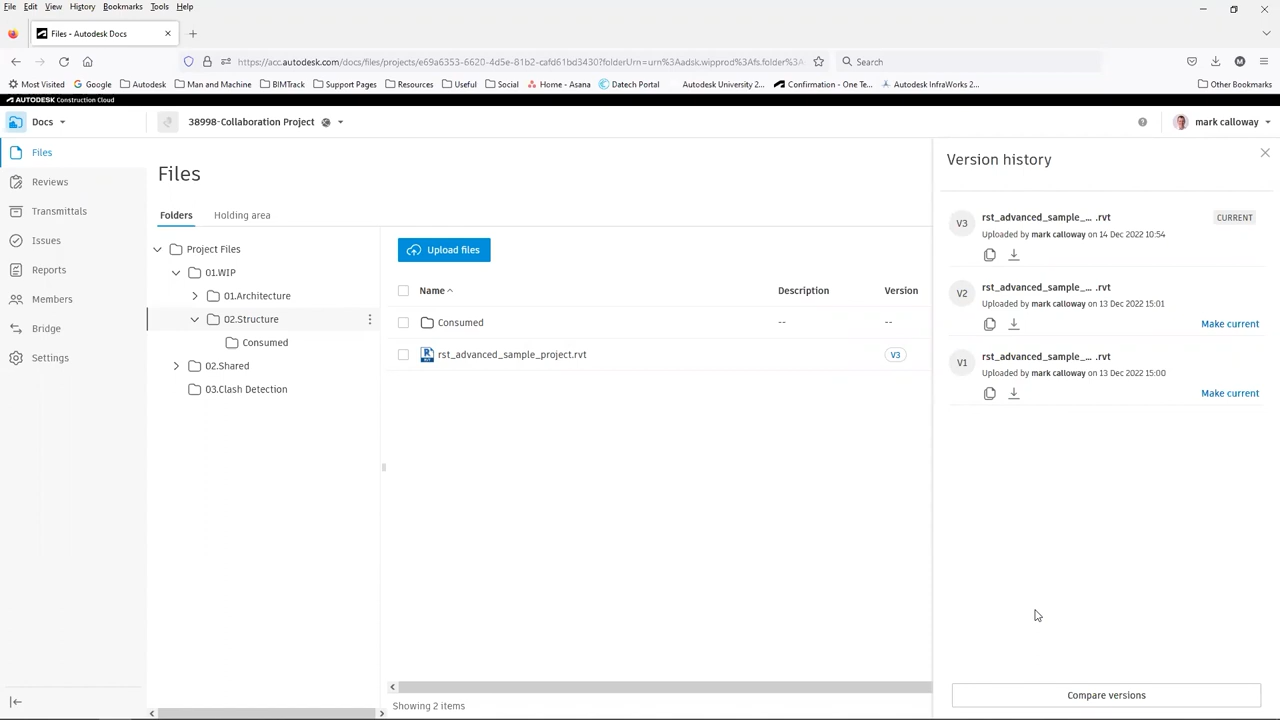 File Edit View History Bookmarks Tools Help
Files - Autodesk Docs
https://acc.autodesk.com/docs/files/projects/e69a6353-6620-4d5e-81b2-cafd61bd3430?folderUrn=urn%3Aadsk.wipprod%3Afs.folder%3A
Search
Most Visited Google Autodesk Man and Machine BIMTrack Support Pages Resources Useful Social Home - Asana Datech Portal Autodesk University 2... Confirmation - One Te... Autodesk InfraWorks 2... Other Bookmarks
AUTODESK Construction Cloud
Docs 38998-Collaboration Project mark calloway
Files
Reviews
Transmittals
Issues
Reports
Members
Bridge
Settings
Files
Folders Holding area
Project Files
01.WIP
01.Architecture
02.Structure
Consumed
02.Shared
03.Clash Detection
Upload files
Name Description Version
Consumed -- --
rst_advanced_sample_project.rvt V3
Showing 2 items
Version history
V3 rst_advanced_sample_... .rvt CURRENT
Uploaded by mark calloway on 14 Dec 2022 10:54
V2 rst_advanced_sample_... .rvt
Uploaded by mark calloway on 13 Dec 2022 15:01
Make current
V1 rst_advanced_sample_... .rvt
Uploaded by mark calloway on 13 Dec 2022 15:00
Make current
Compare versions